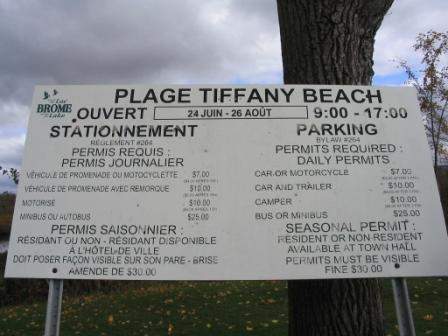 Lac
BROME
Lake
PLAGE TIFFANY BEACH
OUVERT 24 JUIN - 26 AOÛT 9:00 - 17:00
STATIONNEMENT
RÈGLEMENT #264
PERMIS REQUIS :
PERMIS JOURNALIER
VÉHICULE DE PROMENADE OU MOTOCYCLETTE $7.00
VÉHICULE DE PROMENADE AVEC REMORQUE $10.00
MOTORISE $10.00
MINIBUS OU AUTOBUS $25.00
PERMIS SAISONNIER :
RÉSIDANT OU NON - RÉSIDANT DISPONIBLE
À L'HÔTEL-DE VILLE
DOIT POSER FAÇON VISIBLE SUR SON PARE - BRISE
AMENDE DE $30.00
PARKING
BYLAW #264
PERMITS REQUIRED :
DAILY PERMITS
CAR OR MOTORCYCLE $7.00
CAR AND TRAILER $10.00
CAMPER $10.00
BUS OR MINIBUS $25.00
SEASONAL PERMIT :
RESIDENT OR NON-RESIDENT
AVAILABLE AT TOWN HALL
PERMITS MUST BE VISIBLE
FINE $30.00